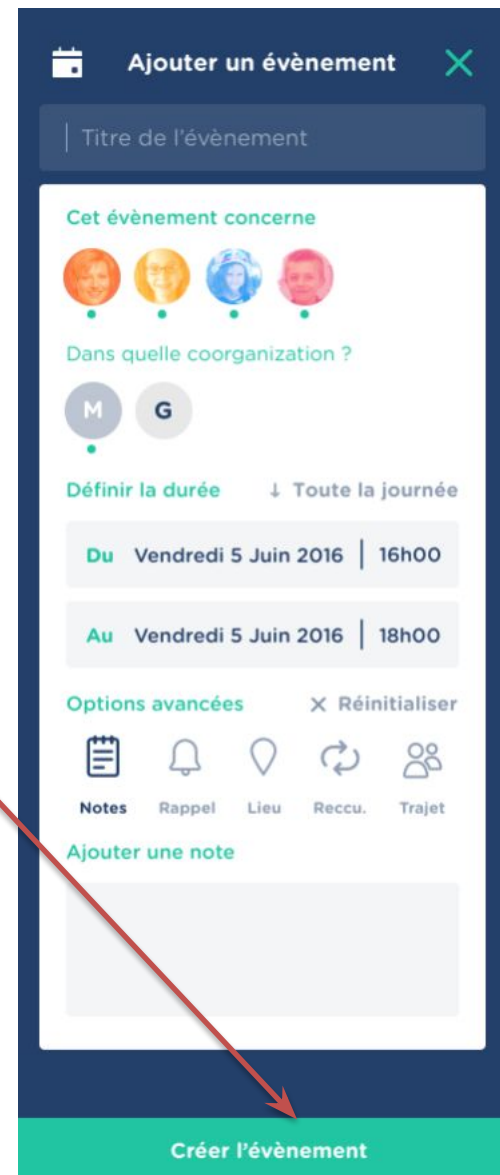 Ajouter un évènement
Titre de l'évènement
Cet évènement concerne
Dans quelle coorganization ?
M G
Définir la durée ↓ Toute la journée
Du Vendredi 5 Juin 2016 | 16h00
Au Vendredi 5 Juin 2016 | 18h00
Options avancées × Réinitialiser
Notes Rappel Lieu Reccu. Trajet
Ajouter une note
Créer l'évènement